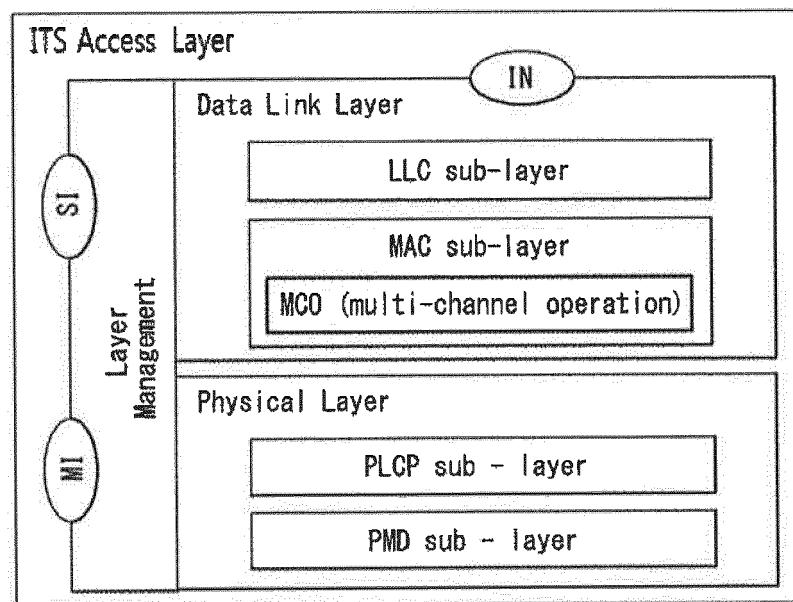 ITS Access Layer
IN
Data Link Layer
LLC sub-layer
SI
MAC sub-layer
MCO (multi-channel operation)
Layer
Management
Physical Layer
MI
PLCP sub - layer
PMD sub - layer